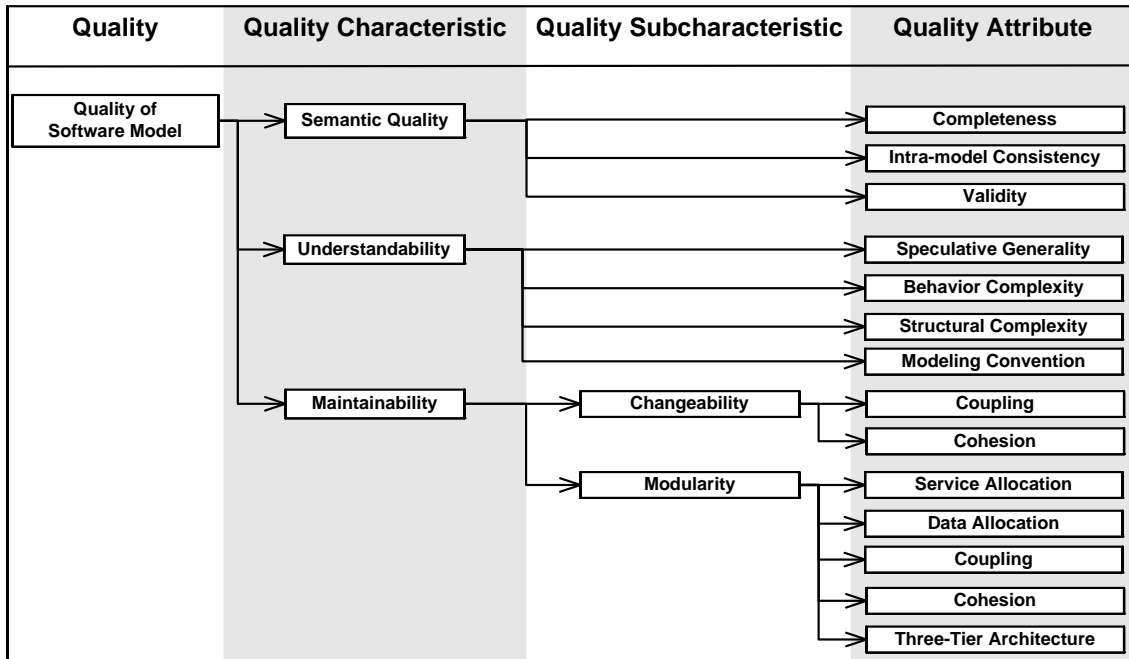 Quality
Quality Characteristic
Quality Subcharacteristic
Quality Attribute
Quality of
Software Model
Semantic Quality
Completeness
Intra-model Consistency
Validity
Understandability
Speculative Generality
Behavior Complexity
Structural Complexity
Modeling Convention
Maintainability
Changeability
Coupling
Cohesion
Modularity
Service Allocation
Data Allocation
Coupling
Cohesion
Three-Tier Architecture